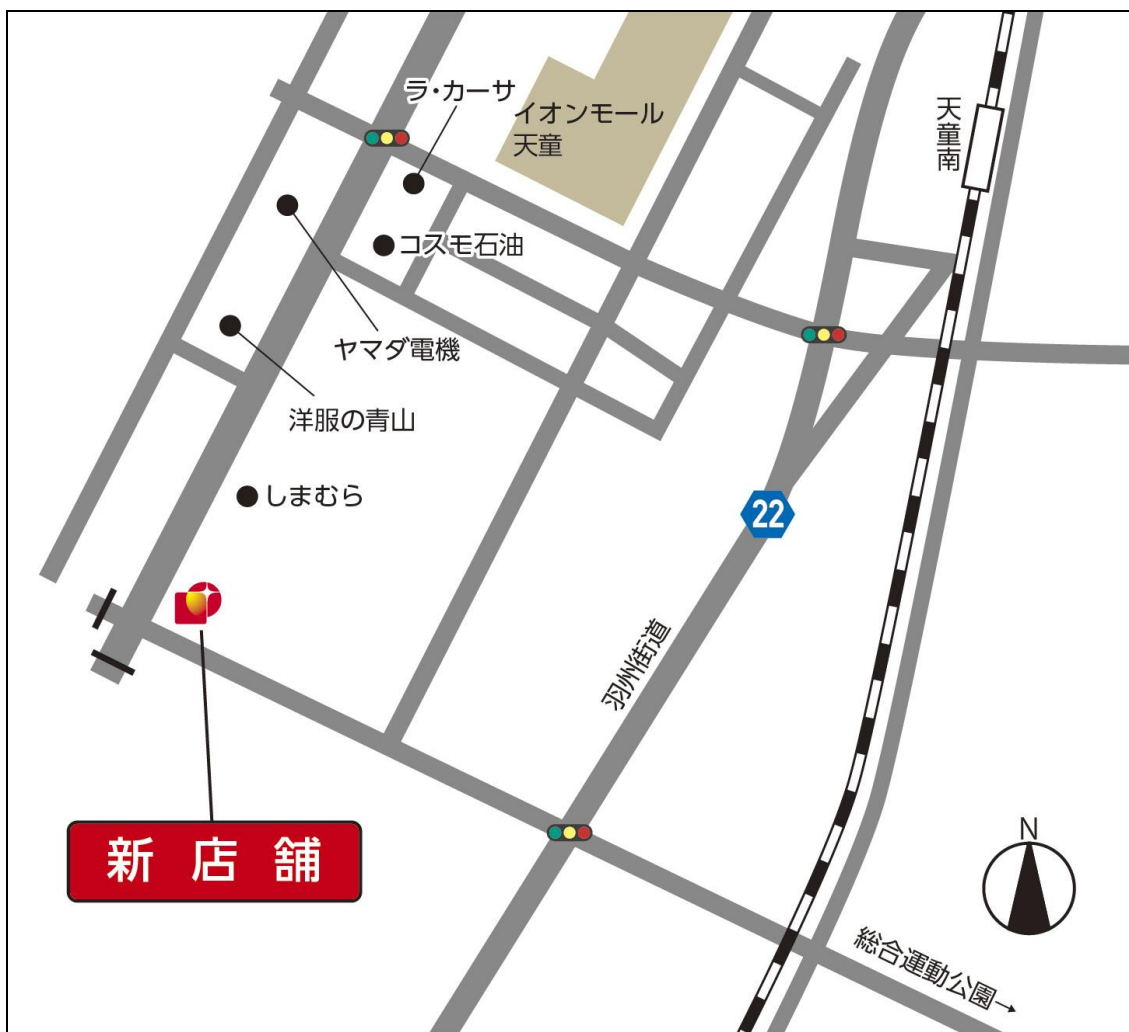 ラ・カーサ
イオンモール
天童
天童南
コスモ石油
ヤマダ電機
洋服の青山
しまむら
22
羽州街道
新店舗
N
総合運動公園→